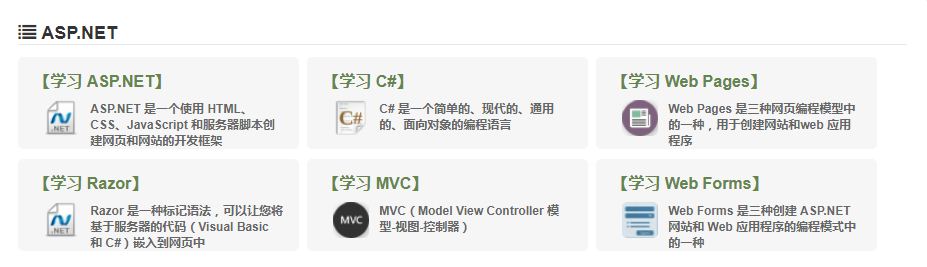 ASP.NET
【学习 ASP.NET】
ASP.NET 是一个使用 HTML、
CSS、JavaScript 和服务器脚本创
建网页和网站的开发框架
.NET
【学习 C#】
C# 是一个简单的、现代的、通用
的、面向对象的编程语言
C#
【学习 Web Pages】
Web Pages 是三种网页编程模型中
的一种，用于创建网站和web 应用
程序
【学习 Razor】
Razor 是一种标记语法，可以让您将
基于服务器的代码（Visual Basic
和 C#）嵌入到网页中
.NET
【学习 MVC】
MVC（Model View Controller 模
型-视图-控制器）
MVC
【学习 Web Forms】
Web Forms 是三种创建 ASP.NET
网站和 Web 应用程序的编程模式中
的一种